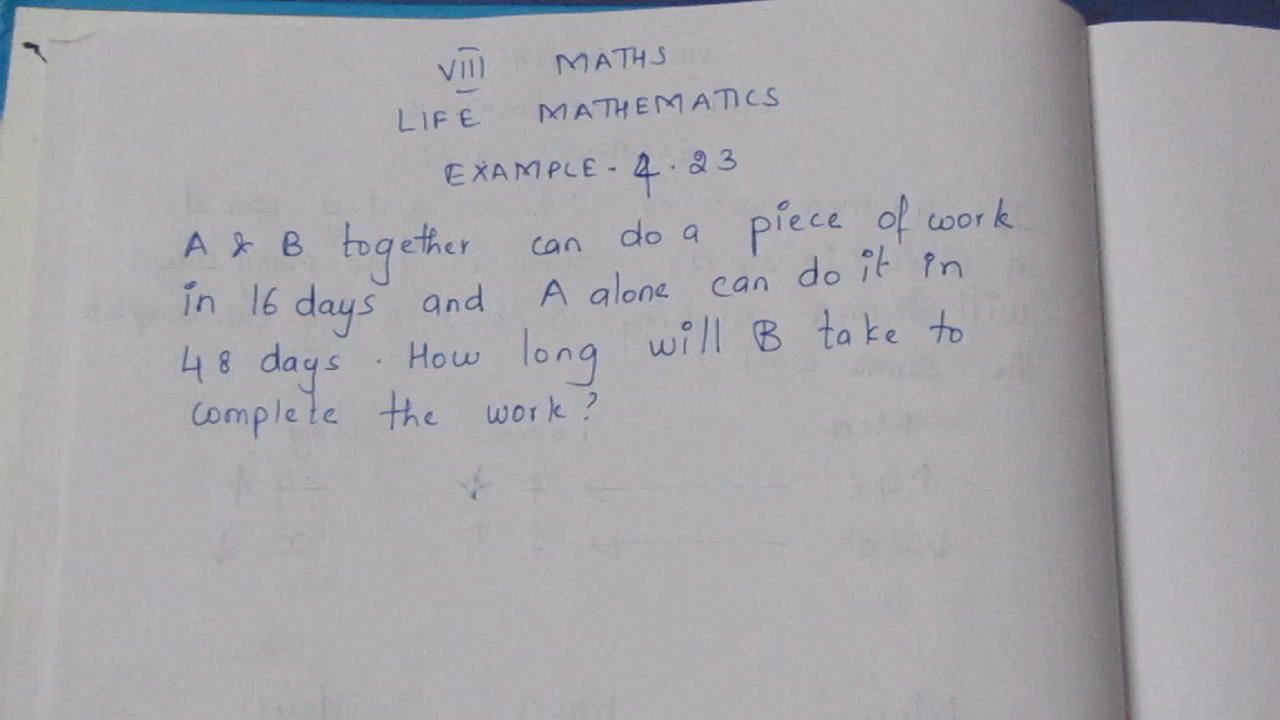 VIII MATHS
LIFE MATHEMATICS
EXAMPLE - 4.23
A & B together can do a piece of work
in 16 days and A alone can do it in
48 days. How long will B take to
complete the work?